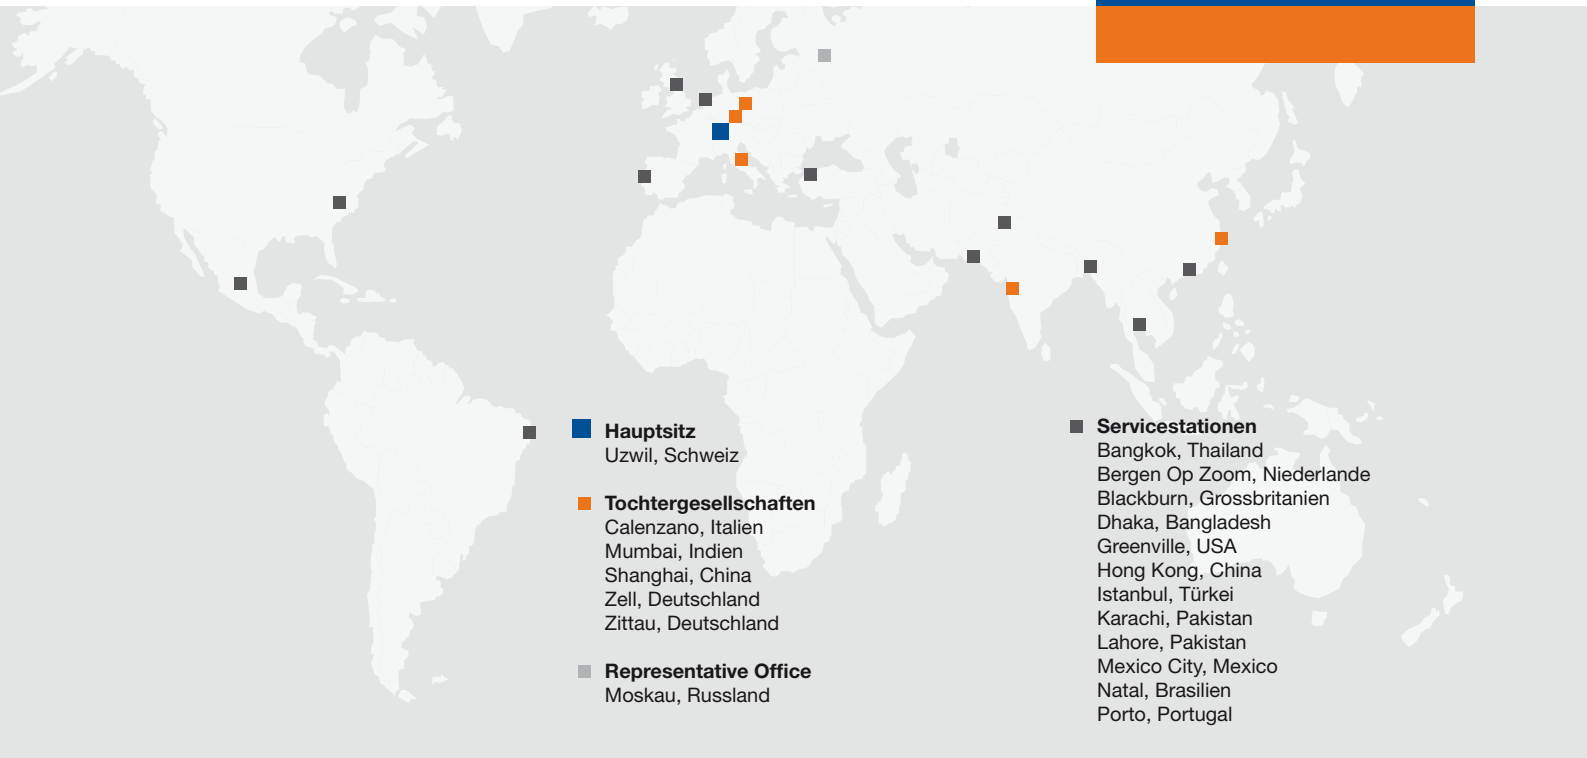 Hauptsitz
Uzwil, Schweiz
Tochtergesellschaften
Calenzano, Italien
Mumbai, Indien
Shanghai, China
Zell, Deutschland
Zittau, Deutschland
Representative Office
Moskau, Russland
Servicestationen
Bangkok, Thailand
Bergen Op Zoom, Niederlande
Blackburn, Grossbritanien
Dhaka, Bangladesh
Greenville, USA
Hong Kong, China
Istanbul, Türkei
Karachi, Pakistan
Lahore, Pakistan
Mexico City, Mexico
Natal, Brasilien
Porto, Portugal